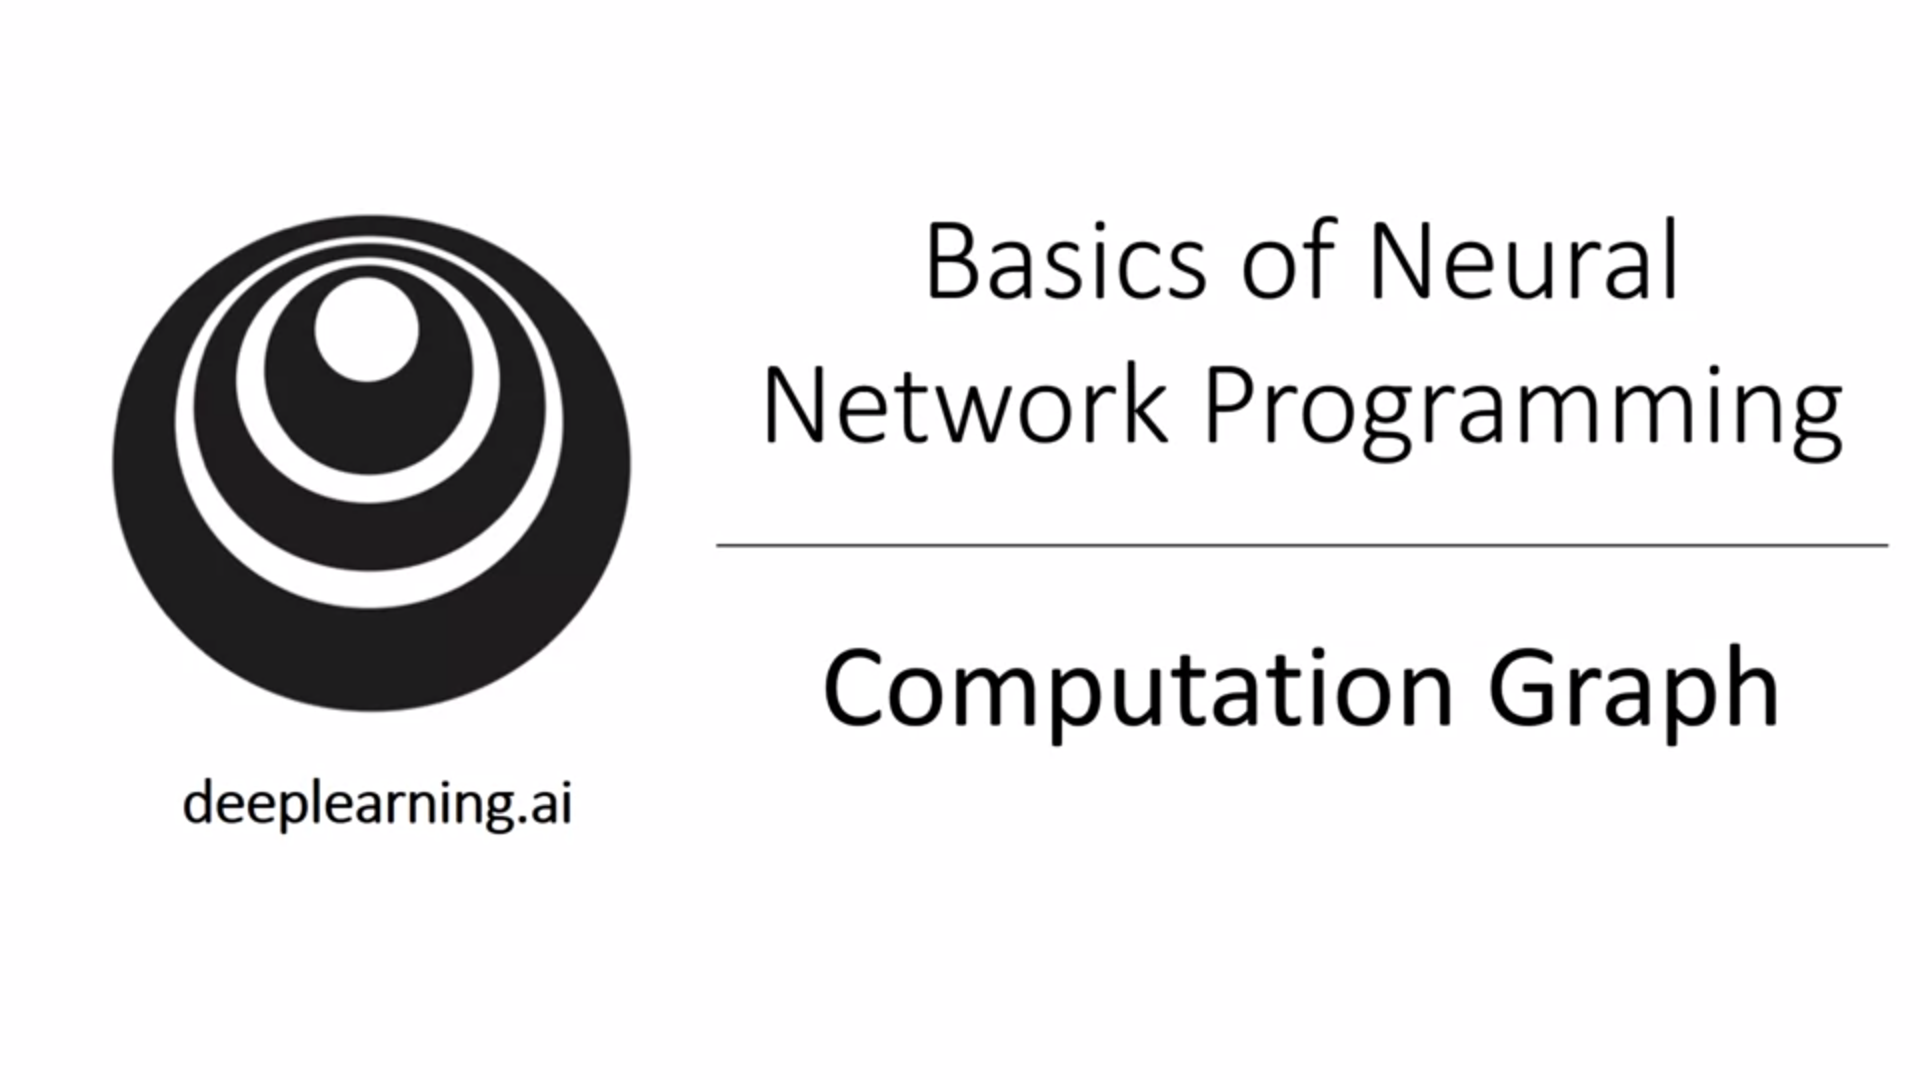 Basics of Neural
Network Programming
Computation Graph
deeplearning.ai